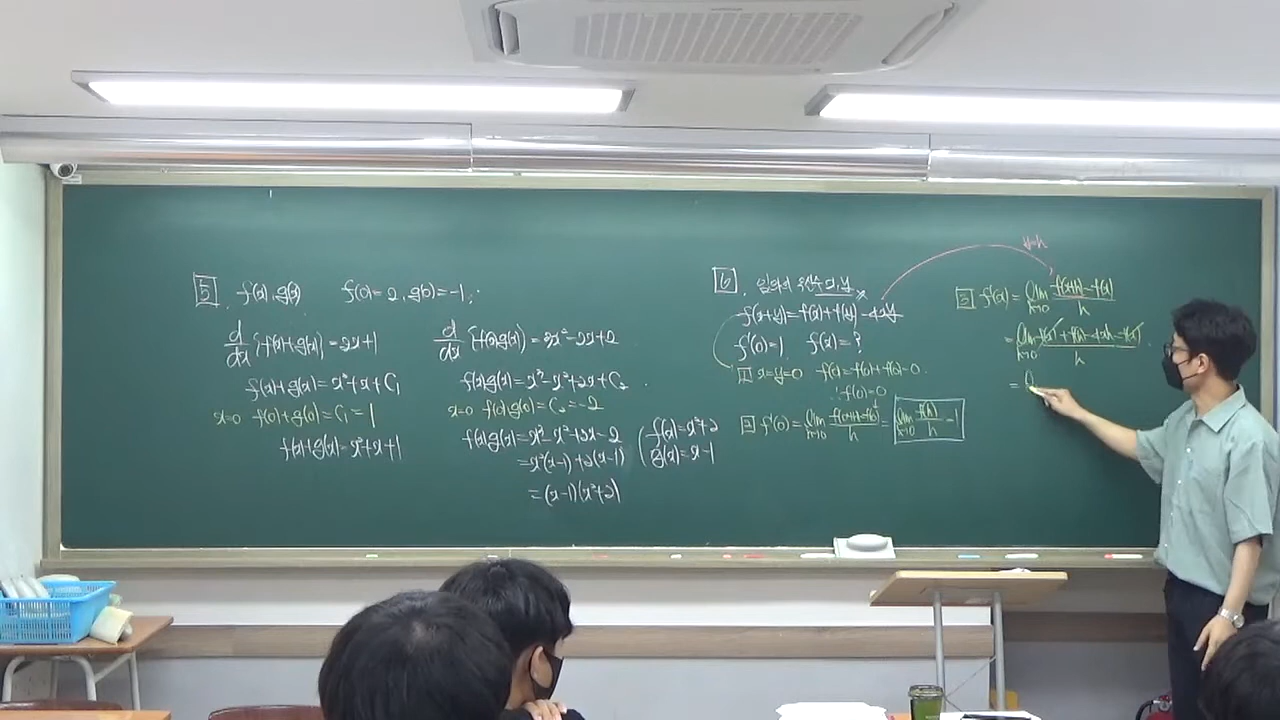 5. f(x), g(x) f(0)=2, g(0)=-1,
d/dx {f(x)+g(x)}=2x+1
f(x)+g(x)=x²+x+C₁
x=0 f(0)+g(0)=C₁=1
f(x)+g(x)=x²+x+1
d/dx {f(x)g(x)}=3x²-2x+2
f(x)g(x)=x³-x²+2x+C₂
x=0 f(0)g(0)=C₂=-2
f(x)g(x)=x³-x²+2x-2
=x²(x-1)+2(x-1)
=(x-1)(x²+2)
f(x)=x²+2
g(x)=x-1
6. 임의의 실수 x,y
f(x+y)=f(x)+f(y)-4xy
f'(0)=1 f(x)=?
1 x=y=0 f(0)=f(0)+f(0)-0.
∴f(0)=0
2 f'(0)=lim h→0 f(0+h)-f(0)/h = lim h→0 f(h)/h=1
y=h
3 f'(x)=lim h→0 f(x+h)-f(x)/h
=lim h→0 f(x)+f(h)-4xh-f(x)/h
=